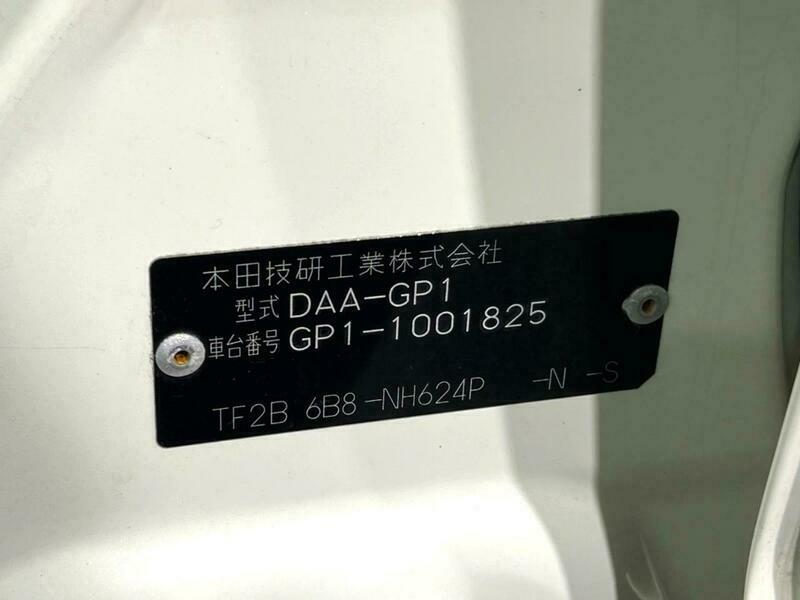 本田技研工業株式会社
型式 DAA-GP1
車台番号 GP1-1001825
TF2B 6B8-NH624P -N -S